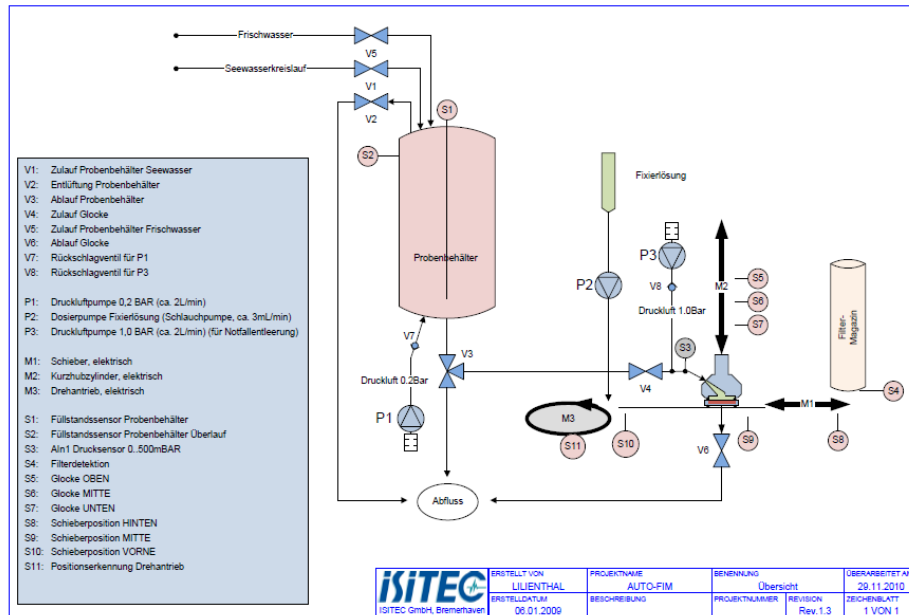 Frischwasser
V5
Seewasserkreislauf
V1
V2
S1
S2
V1: Zulauf Probenbehälter Seewasser
V2: Entlüftung Probenbehälter
V3: Ablauf Probenbehälter
V4: Zulauf Glocke
V5: Zulauf Probenbehälter Frischwasser
V6: Ablauf Glocke
V7: Rückschlagventil für P1
V8: Rückschlagventil für P3
P1: Druckluftpumpe 0,2 BAR (ca. 2L/min)
P2: Dosierpumpe Fixierlösung (Schlauchpumpe, ca. 3mL/min)
P3: Druckluftpumpe 1,0 BAR (ca. 2L/min) (für Notfallentleerung)
M1: Schieber, elektrisch
M2: Kurzhubzylinder, elektrisch
M3: Drehantrieb, elektrisch
S1: Füllstandssensor Probenbehälter
S2: Füllstandssensor Probenbehälter Überlauf
S3: AIn1 Drucksensor 0..500mBAR
S4: Filterdetektion
S5: Glocke OBEN
S6: Glocke MITTE
S7: Glocke UNTEN
S8: Schieberposition HINTEN
S9: Schieberposition MITTE
S10: Schieberposition VORNE
S11: Positionserkennung Drehantrieb
Probenbehälter
Fixierlösung
P3
P2
V8
Druckluft 1.0Bar
M2
S5
S6
S7
Filter-
Magazin
S4
V7
V3
Druckluft 0.2Bar
P1
V4
S3
M1
M3
S11
S10
S9
S8
V6
Abfluss
iSiTEC
ISITEC GmbH, Bremerhaven
ERSTELLT VON
LILIENTHAL
PROJEKTNAME
AUTO-FIM
BENENNUNG
Übersicht
ÜBERARBEITET AM
29.11.2010
ERSTELLDATUM
06.01.2009
BESCHREIBUNG
PROJEKTNUMMER
REVISION
Rev.1.3
ZEICHENBLATT
1 VON 1